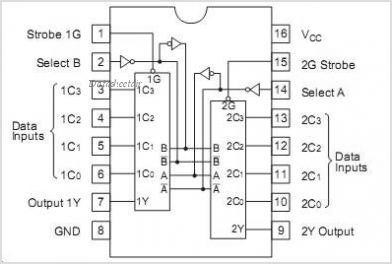 Strobe 1G 1 16 VCC
Select B 2 1G 15 2G Strobe
Datasheetdir
1C3 3 1C3 2G 14 Select A
1C2 4 1C2 2C3 13 2C3
Data Inputs
1C1 5 1C1 B B 2C2 12 2C2
Data Inputs
1C0 6 1C0 B̅ B̅ A A 2C1 11 2C1
Output 1Y 7 A̅ A̅ 2C0 10 2C0
1Y
GND 8 2Y 9 2Y Output